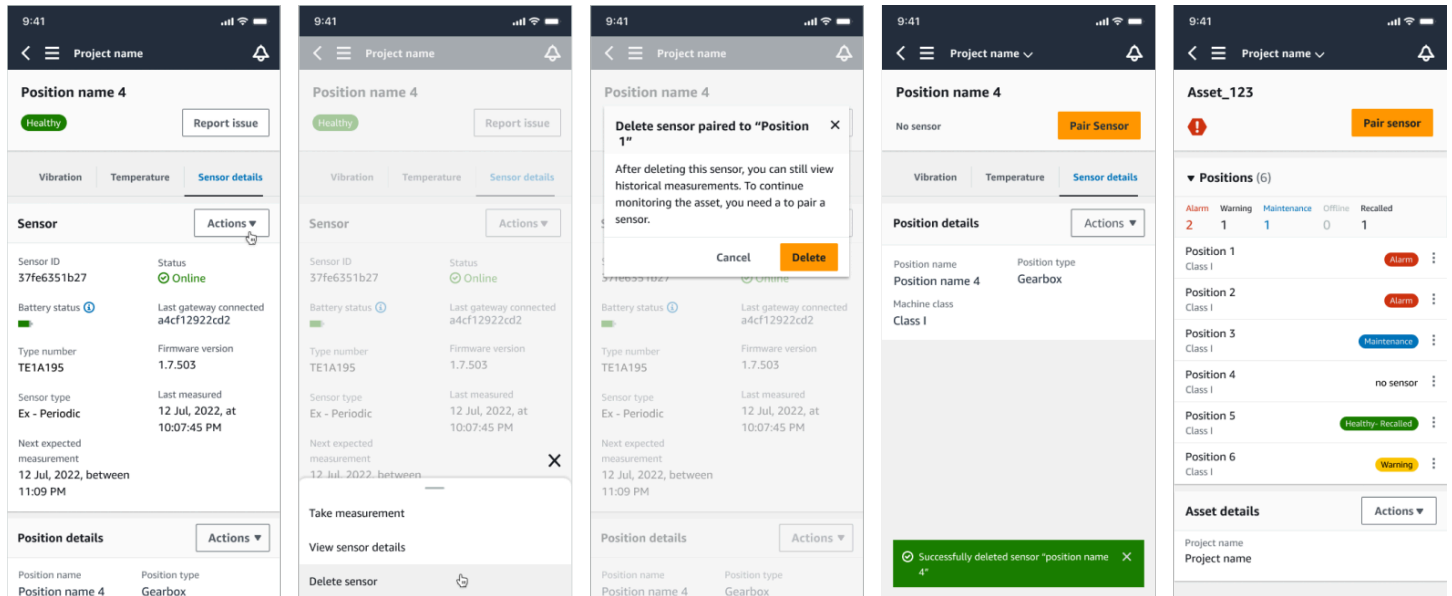 9:41
Project name
Position name 4
Healthy
Report issue
Vibration
Temperature
Sensor details
Sensor
Actions
Sensor ID
37fe6351b27
Status
Online
Battery status
Last gateway connected
a4cf12922cd2
Type number
TE1A195
Firmware version
1.7.503
Sensor type
Ex - Periodic
Last measured
12 Jul, 2022, at
10:07:45 PM
Next expected
measurement
12 Jul, 2022, between
11:09 PM
Position details
Actions
Position name
Position name 4
Position type
Gearbox
9:41
Project name
Position name 4
Healthy
Report issue
Vibration
Temperature
Sensor details
Sensor
Actions
Sensor ID
37fe6351b27
Status
Online
Battery status
Last gateway connected
a4cf12922cd2
Type number
TE1A195
Firmware version
1.7.503
Sensor type
Ex - Periodic
Last measured
12 Jul, 2022, at
10:07:45 PM
Next expected
measurement
12 Jul, 2022, between
Take measurement
View sensor details
Delete sensor
9:41
Project name
Position name 4
Delete sensor paired to “Position
1”
After deleting this sensor, you can still view
historical measurements. To continue
monitoring the asset, you need a to pair a
sensor.
Cancel
Delete
37fe6351b27
Online
Battery status
Last gateway connected
a4cf12922cd2
Type number
TE1A195
Firmware version
1.7.503
Sensor type
Ex - Periodic
Last measured
12 Jul, 2022, at
10:07:45 PM
Next expected
measurement
12 Jul, 2022, between
11:09 PM
Position details
Actions
Position name
Position name 4
Position type
Gearbox
9:41
Project name
Position name 4
No sensor
Pair Sensor
Vibration
Temperature
Sensor details
Position details
Actions
Position name
Position name 4
Position type
Gearbox
Machine class
Class I
Successfully deleted sensor “position name
4”
9:41
Project name
Asset_123
Pair sensor
Positions (6)
Alarm Warning Maintenance Offline Recalled
2 1 1 0 1
Position 1
Class I
Alarm
Position 2
Class I
Alarm
Position 3
Class I
Maintenance
Position 4
Class I
no sensor
Position 5
Class I
Healthy- Recalled
Position 6
Class I
Warning
Asset details
Actions
Project name
Project name